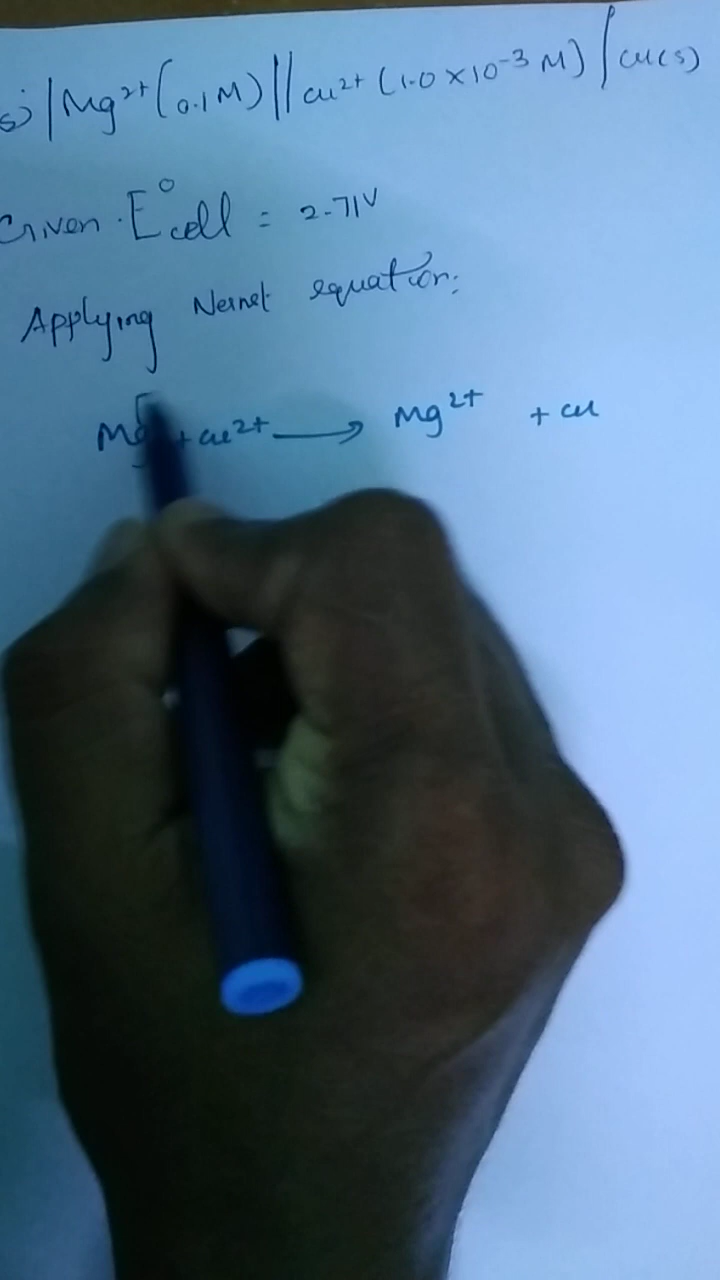 s) | Mg²⁺ (0.1M) || Cu²⁺ (1.0 × 10⁻³ M) | Cu(s)
Given. E°cell = 2.71V
Applying Nernst equation:
Mg + Cu²⁺ ⟶ Mg²⁺ + Cu